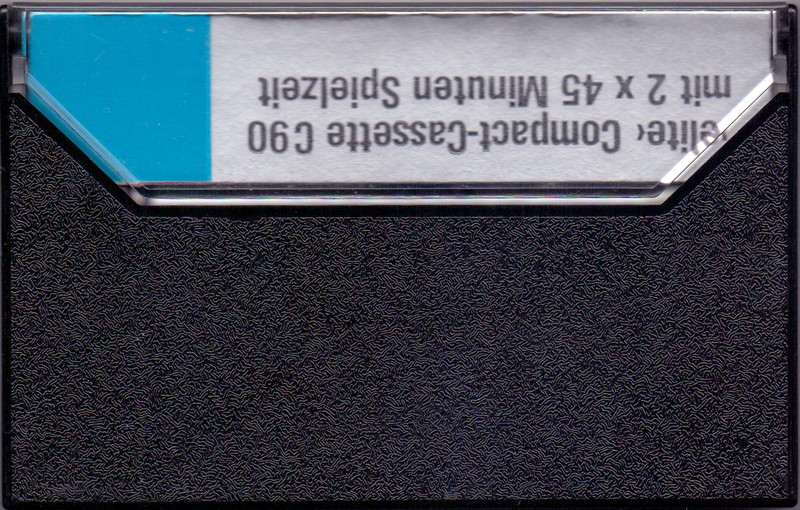 elite‹ Compact-Cassette C90
mit 2 x 45 Minuten Spielzeit